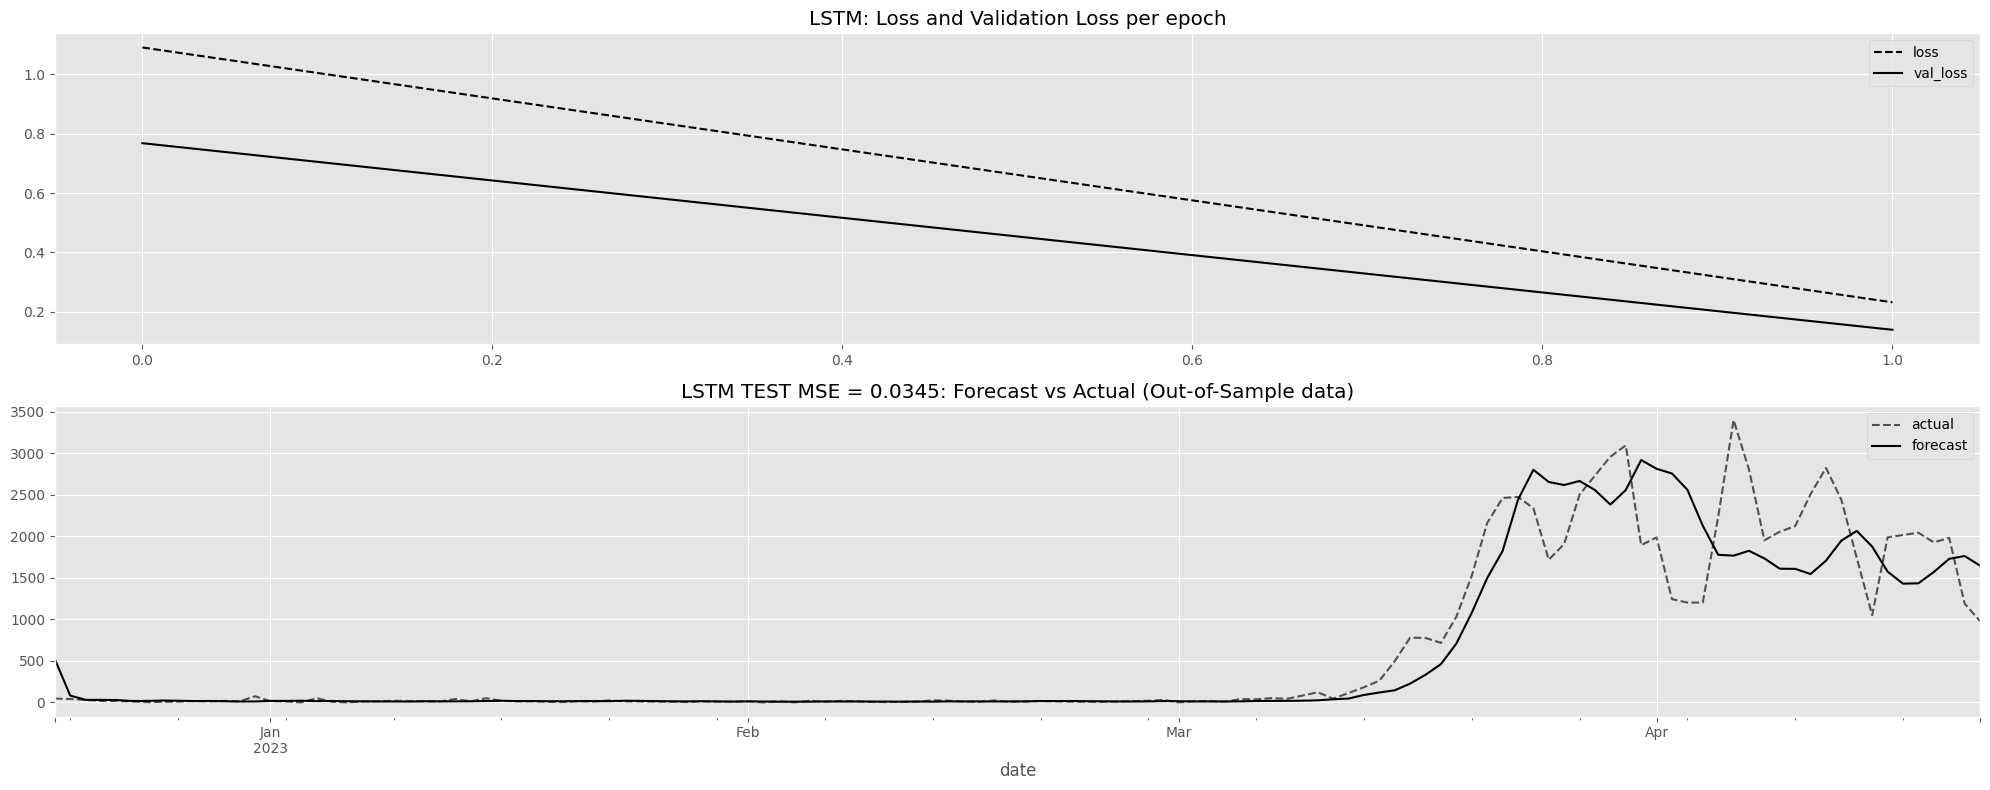 LSTM: Loss and Validation Loss per epoch
loss
val_loss
1.0
0.8
0.6
0.4
0.2
0.0 0.2 0.4 0.6 0.8 1.0
LSTM TEST MSE = 0.0345: Forecast vs Actual (Out-of-Sample data)
actual
forecast
3500
3000
2500
2000
1500
1000
500
0
Jan Feb Mar Apr
2023
date